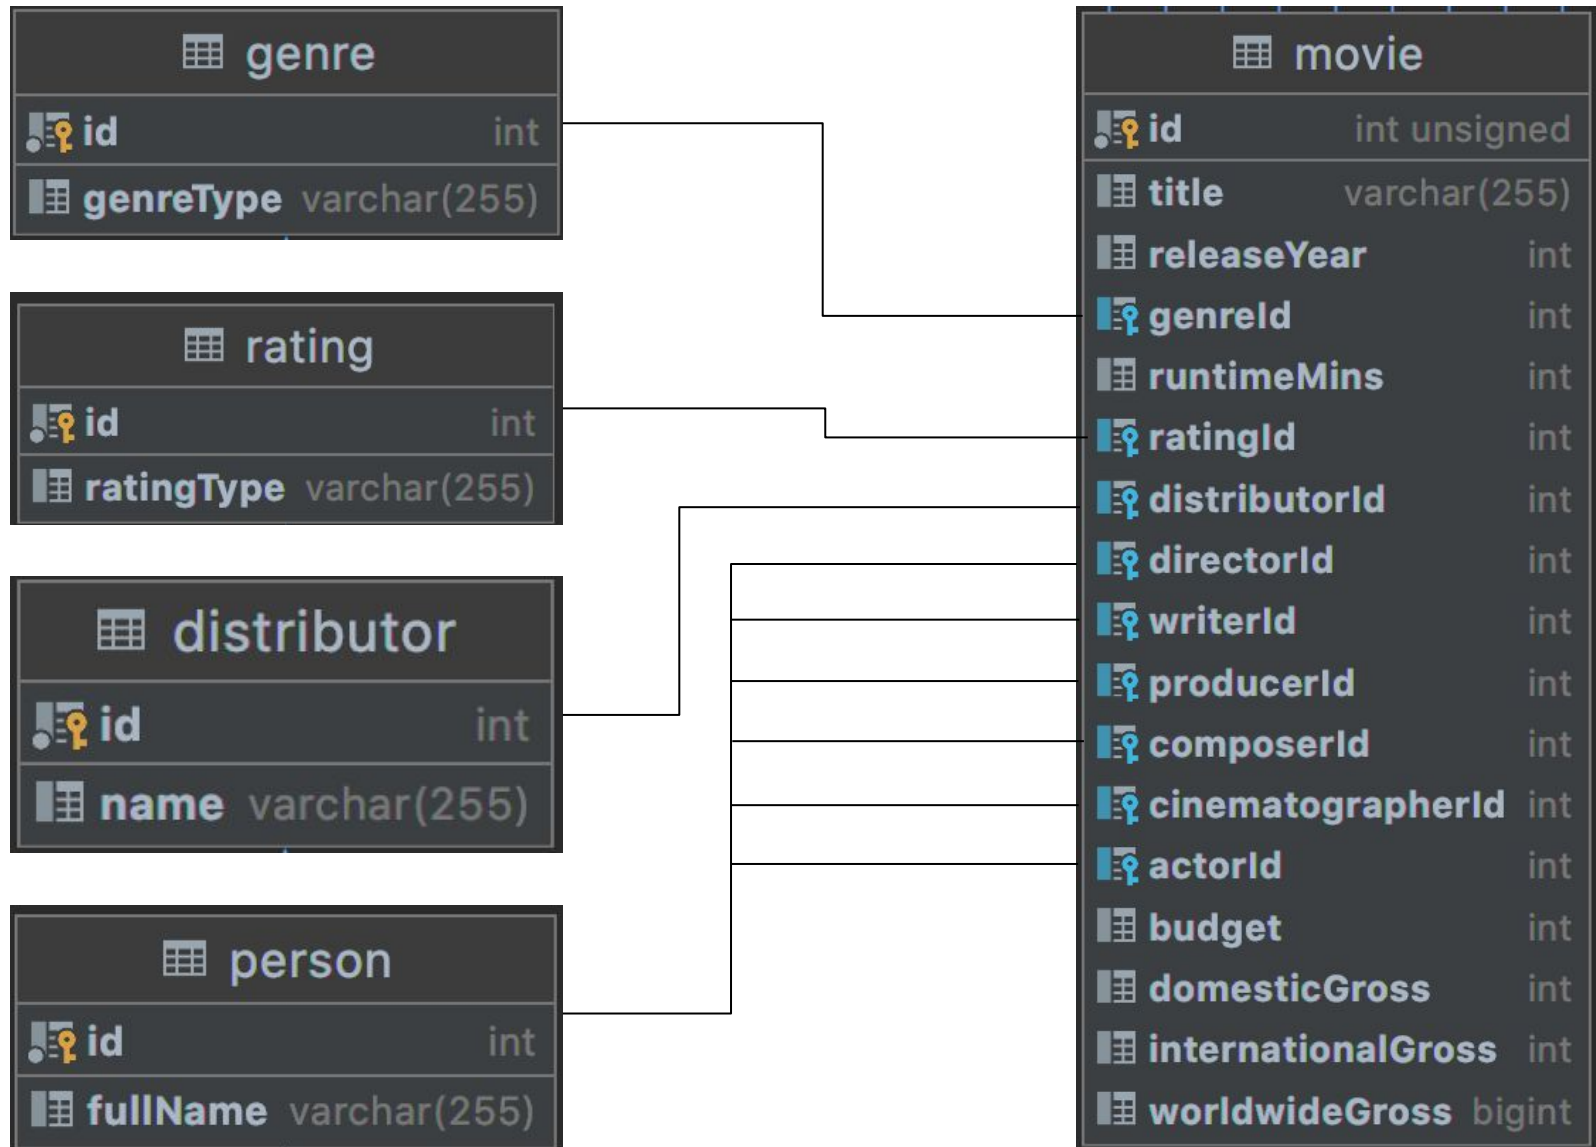 genre
id int
genreType varchar(255)
rating
id int
ratingType varchar(255)
distributor
id int
name varchar(255)
person
id int
fullName varchar(255)
movie
id int unsigned
title varchar(255)
releaseYear int
genreId int
runtimeMins int
ratingId int
distributorId int
directorId int
writerId int
producerId int
composerId int
cinematographerId int
actorId int
budget int
domesticGross int
internationalGross int
worldwideGross bigint